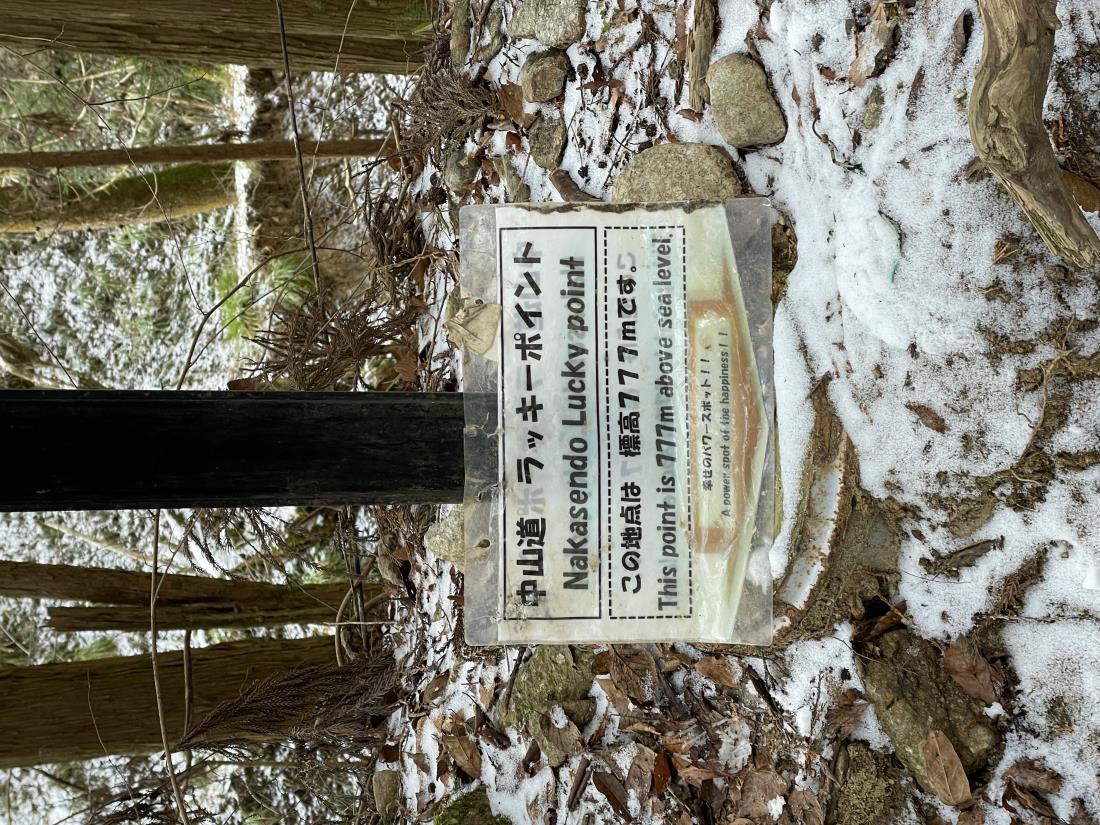 中山道 ラッキーポイント
Nakasendo Lucky point
この地点は 標高777mです。
This point is 777m above sea level.
幸せのパワースポット!!
A power spot of the happiness!!